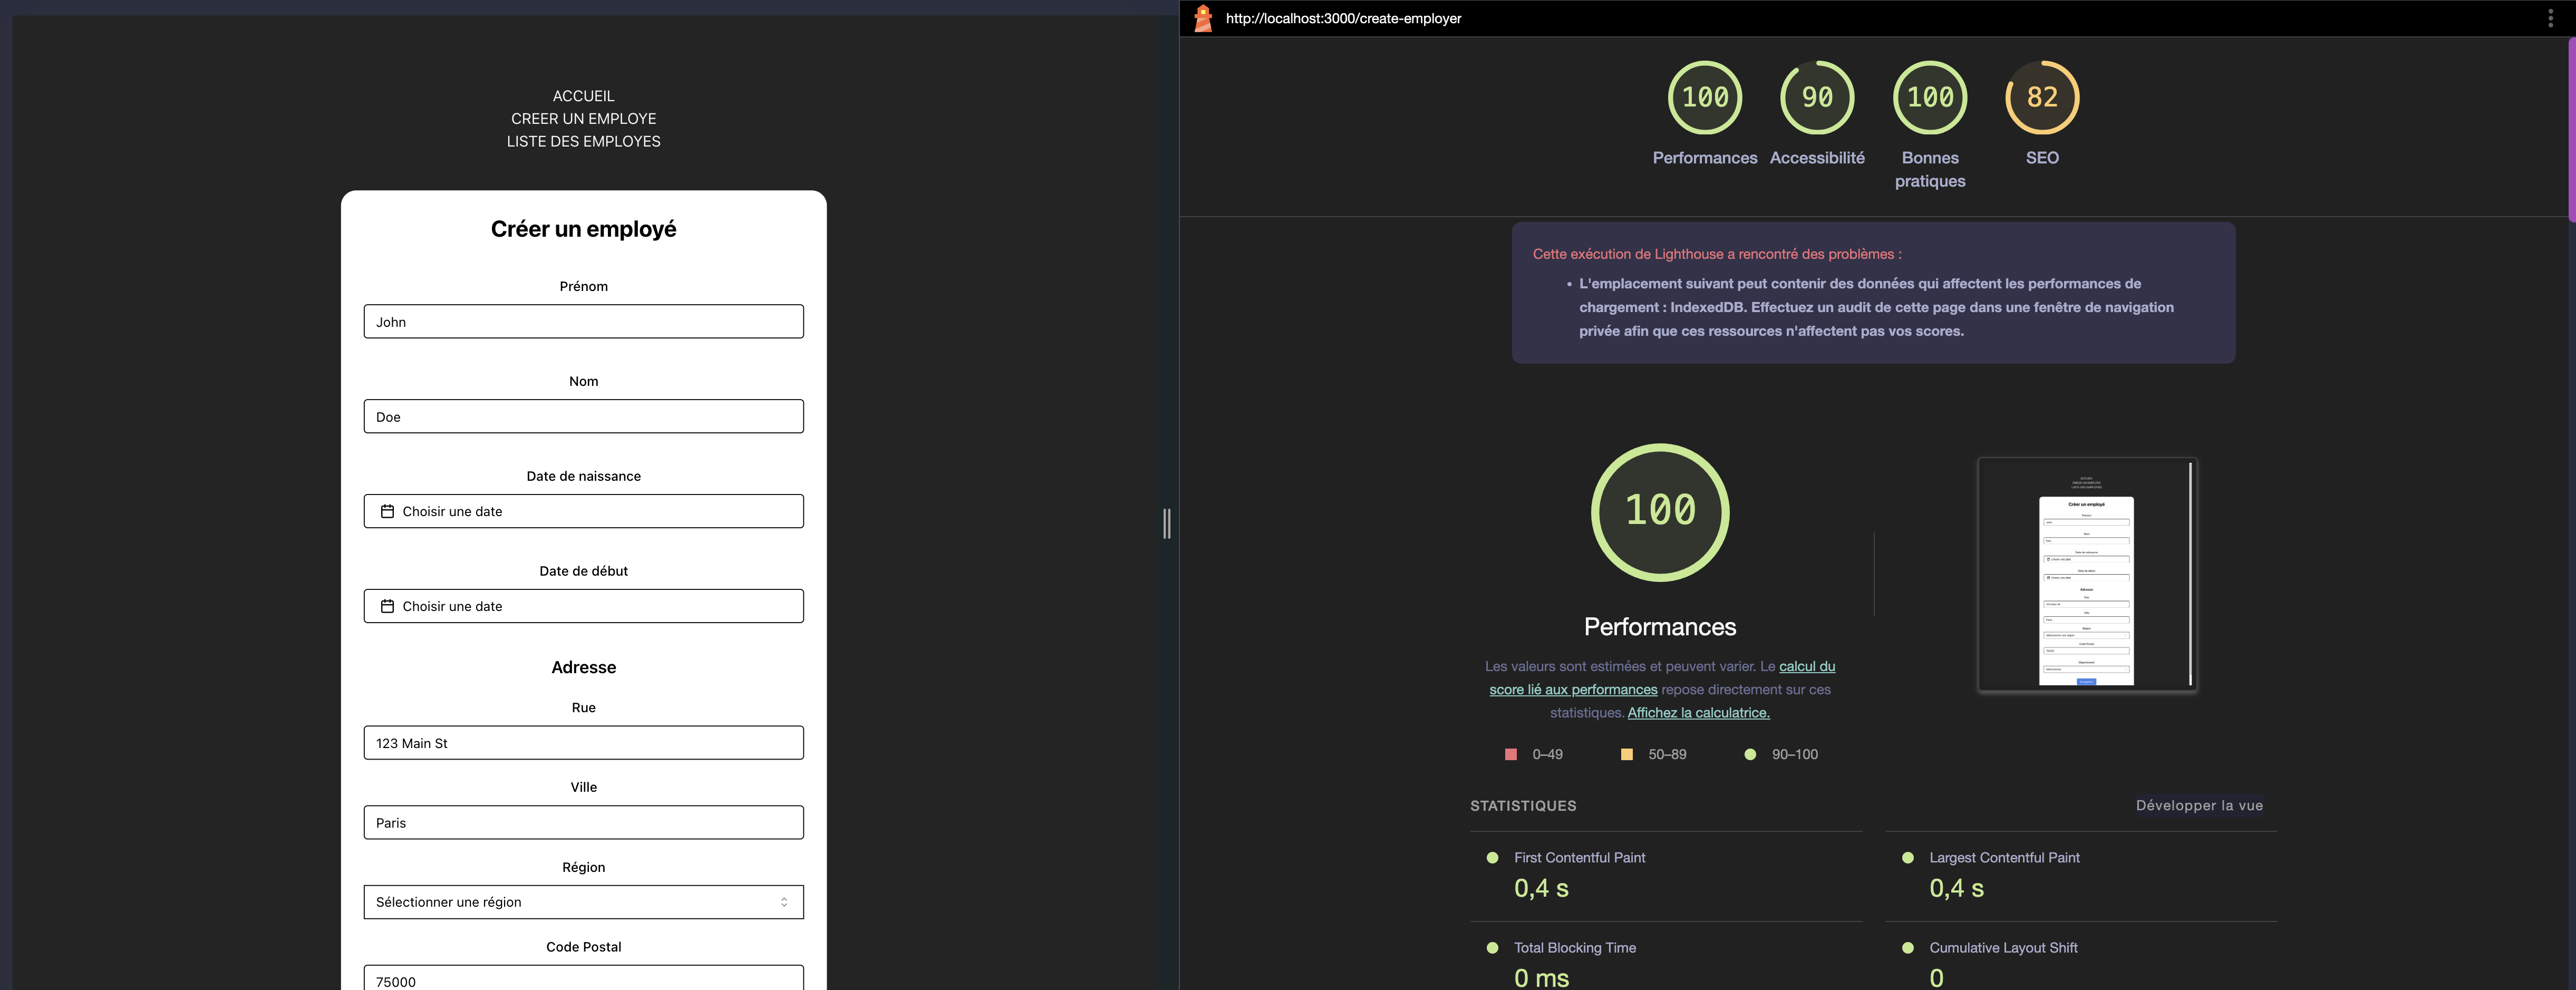 ACCUEIL
CREER UN EMPLOYE
LISTE DES EMPLOYES
Créer un employé
Prénom
John
Nom
Doe
Date de naissance
Choisir une date
Date de début
Choisir une date
Adresse
Rue
123 Main St
Ville
Paris
Région
Sélectionner une région
Code Postal
75000
http://localhost:3000/create-employer
100
90
100
82
Performances
Accessibilité
Bonnes
pratiques
SEO
Cette exécution de Lighthouse a rencontré des problèmes :
• L'emplacement suivant peut contenir des données qui affectent les performances de
chargement : IndexedDB. Effectuez un audit de cette page dans une fenêtre de navigation
privée afin que ces ressources n'affectent pas vos scores.
100
Performances
Les valeurs sont estimées et peuvent varier. Le calcul du
score lié aux performances repose directement sur ces
statistiques. Affichez la calculatrice.
0–49
50–89
90–100
Créer un employé
Adresse
STATISTIQUES
Développer la vue
First Contentful Paint
0,4 s
Largest Contentful Paint
0,4 s
Total Blocking Time
0 ms
Cumulative Layout Shift
0